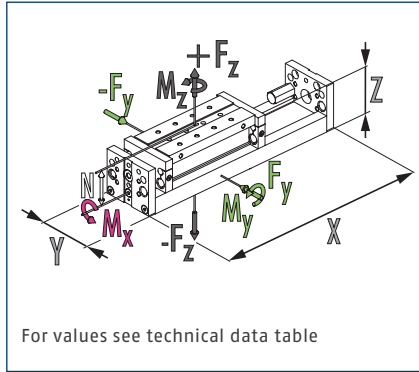 +Fz
Mz
-Fy
Z
N
Fy
My
X
Mx
-Fz
Y
For values see technical data table